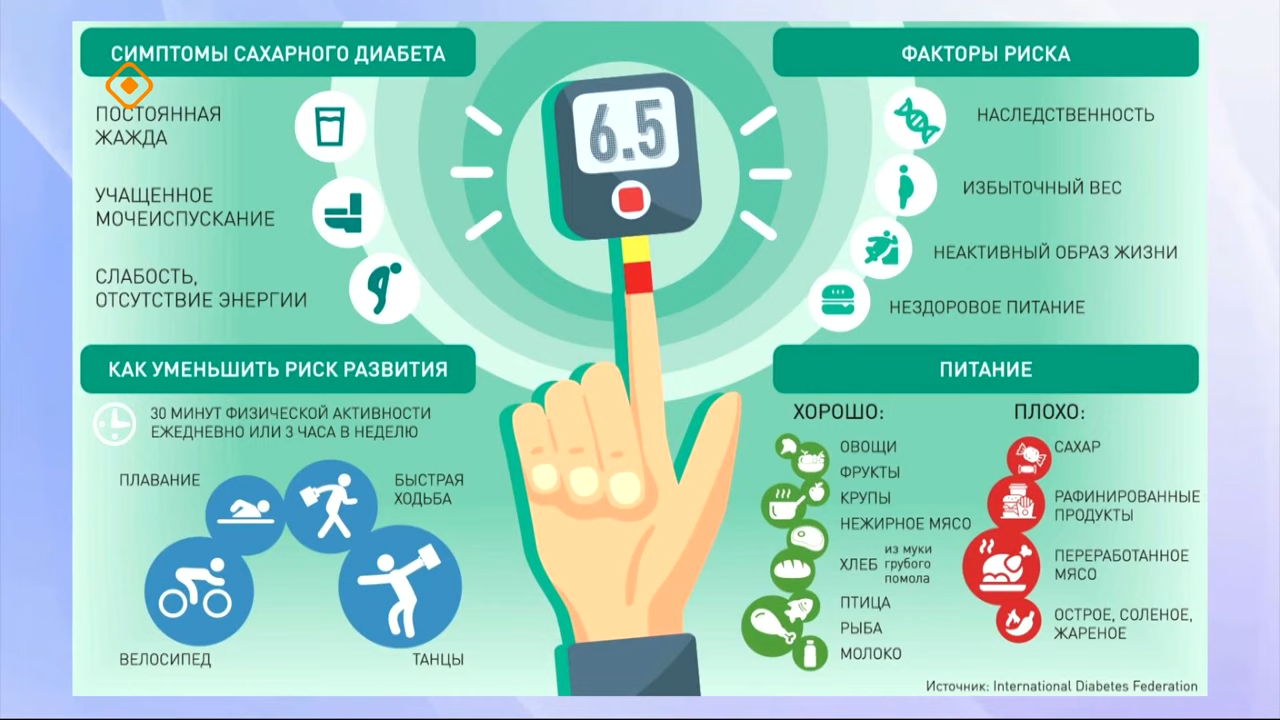 СИМПТОМЫ САХАРНОГО ДИАБЕТА
ПОСТОЯННАЯ
ЖАЖДА
УЧАЩЕННОЕ
МОЧЕИСПУСКАНИЕ
СЛАБОСТЬ,
ОТСУТСТВИЕ ЭНЕРГИИ
6.5
ФАКТОРЫ РИСКА
НАСЛЕДСТВЕННОСТЬ
ИЗБЫТОЧНЫЙ ВЕС
НЕАКТИВНЫЙ ОБРАЗ ЖИЗНИ
НЕЗДОРОВОЕ ПИТАНИЕ
КАК УМЕНЬШИТЬ РИСК РАЗВИТИЯ
30 МИНУТ ФИЗИЧЕСКОЙ АКТИВНОСТИ
ЕЖЕДНЕВНО ИЛИ 3 ЧАСА В НЕДЕЛЮ
ПЛАВАНИЕ
БЫСТРАЯ
ХОДЬБА
ВЕЛОСИПЕД
ТАНЦЫ
ПИТАНИЕ
ХОРОШО:
ОВОЩИ
ФРУКТЫ
КРУПЫ
НЕЖИРНОЕ МЯСО
ХЛЕБ из муки
грубого
помола
ПТИЦА
РЫБА
МОЛОКО
ПЛОХО:
САХАР
РАФИНИРОВАННЫЕ
ПРОДУКТЫ
ПЕРЕРАБОТАННОЕ
МЯСО
ОСТРОЕ, СОЛЕНОЕ,
ЖАРЕНОЕ
Источник: International Diabetes Federation